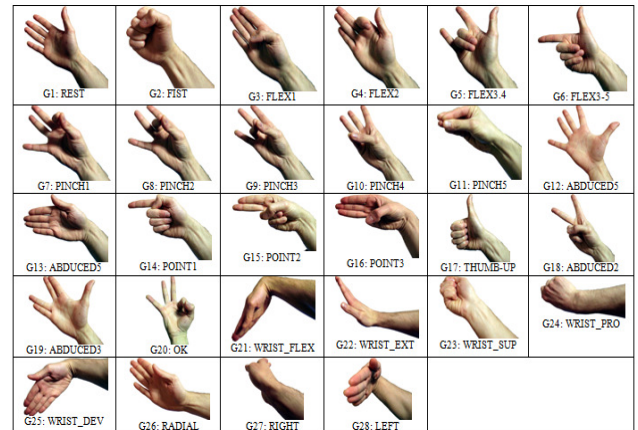 G1: REST
G2: FIST
G3: FLEX1
G4: FLEX2
G5: FLEX3.4
G6: FLEX3-5
G7: PINCH1
G8: PINCH2
G9: PINCH3
G10: PINCH4
G11: PINCH5
G12: ABDUCED5
G13: ABDUCED5
G14: POINT1
G15: POINT2
G16: POINT3
G17: THUMB-UP
G18: ABDUCED2
G19: ABDUCED3
G20: OK
G21: WRIST_FLEX
G22: WRIST_EXT
G23: WRIST_SUP
G24: WRIST_PRO
G25: WRIST_DEV
G26: RADIAL
G27: RIGHT
G28: LEFT